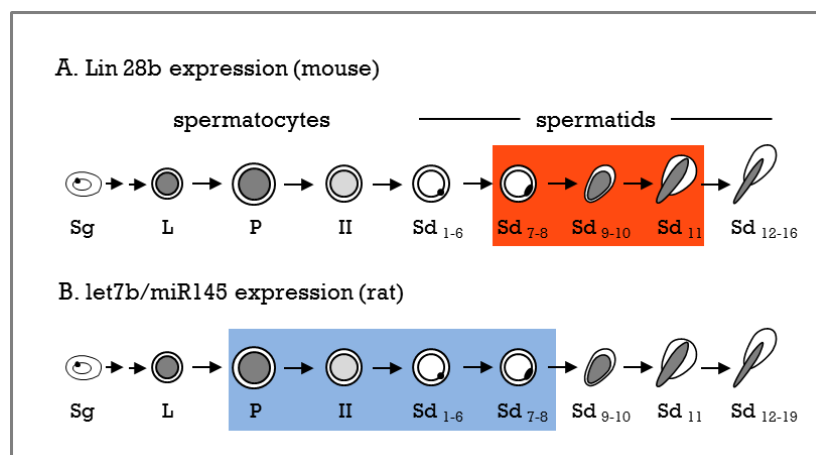 A. Lin 28b expression (mouse)
spermatocytes spermatids
Sg L P II Sd 1-6 Sd 7-8 Sd 9-10 Sd 11 Sd 12-16
B. let7b/miR145 expression (rat)
Sg L P II Sd 1-6 Sd 7-8 Sd 9-10 Sd 11 Sd 12-19